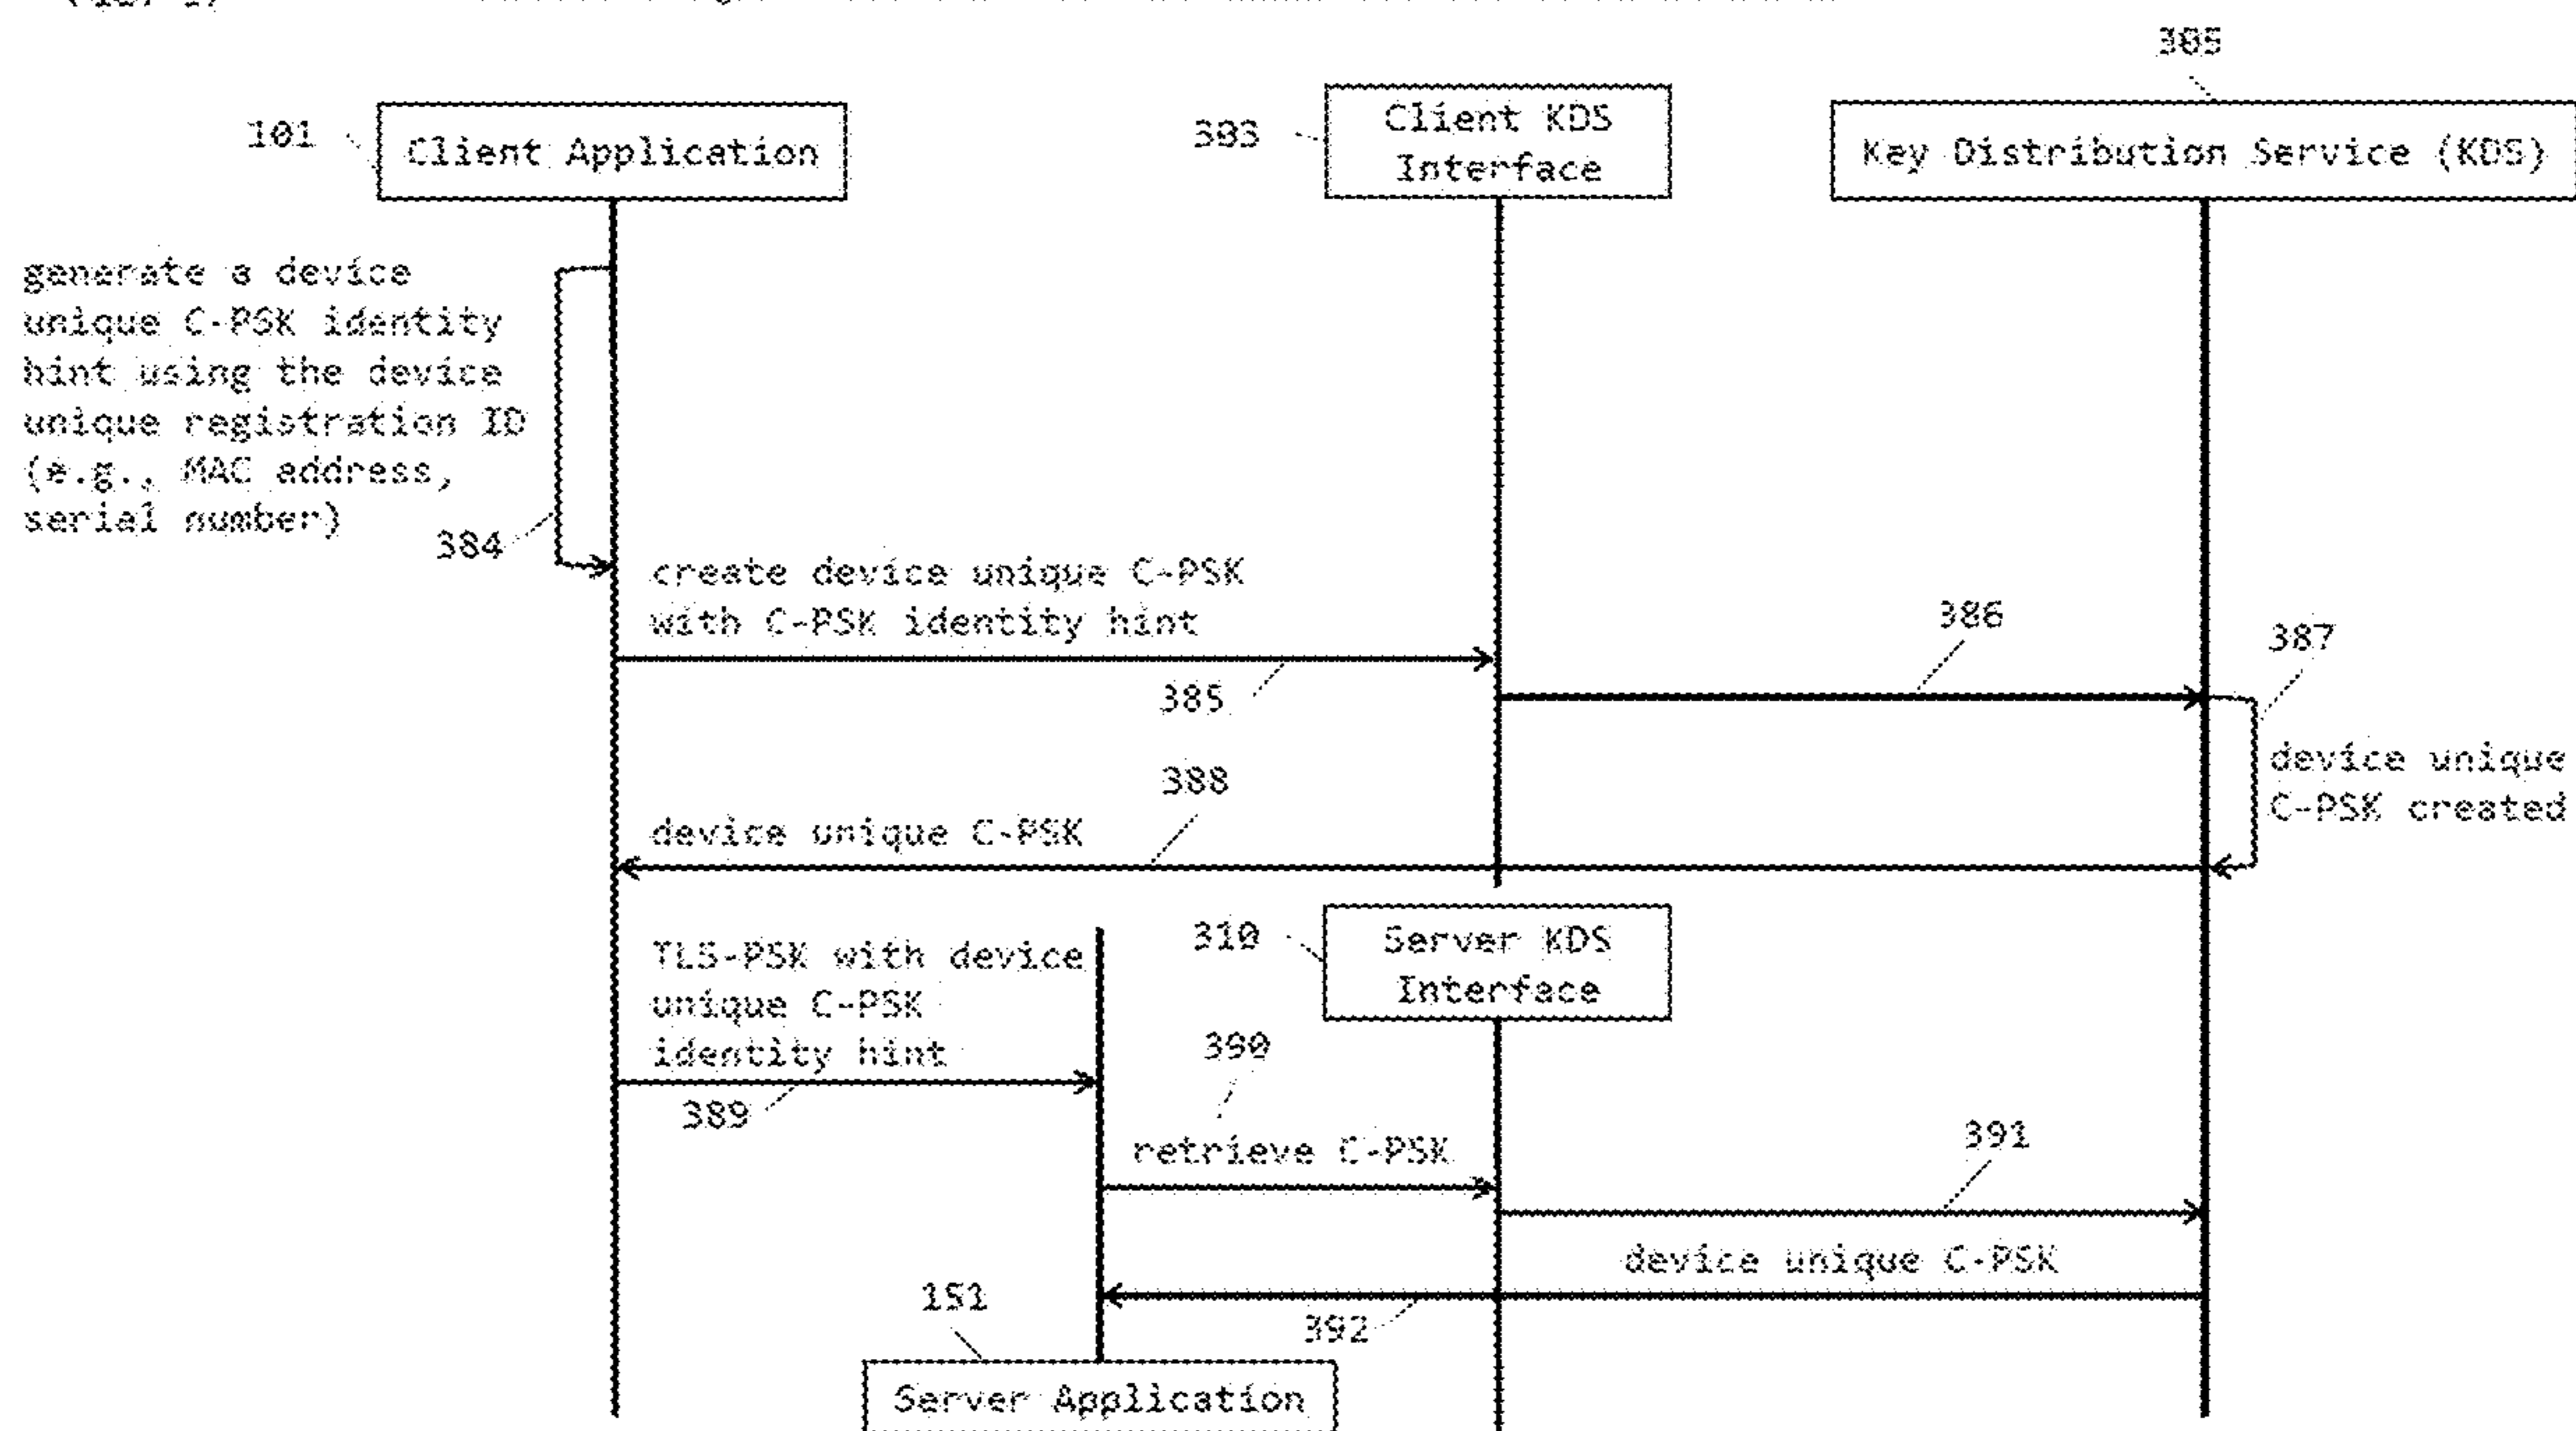 305
101
Client Application
303
Client KDS
Interface
Key Distribution Service (KDS)
generate a device
unique C-PSK identity
hint using the device
unique registration ID
(e.g., MAC address,
serial number)
384
create device unique C-PSK
with C-PSK identity hint
385
386
387
device unique
C-PSK created
388
device unique C-PSK
TLS-PSK with device
unique C-PSK
identity hint
389
310
Server KDS
Interface
390
retrieve C-PSK
391
device unique C-PSK
392
151
Server Application